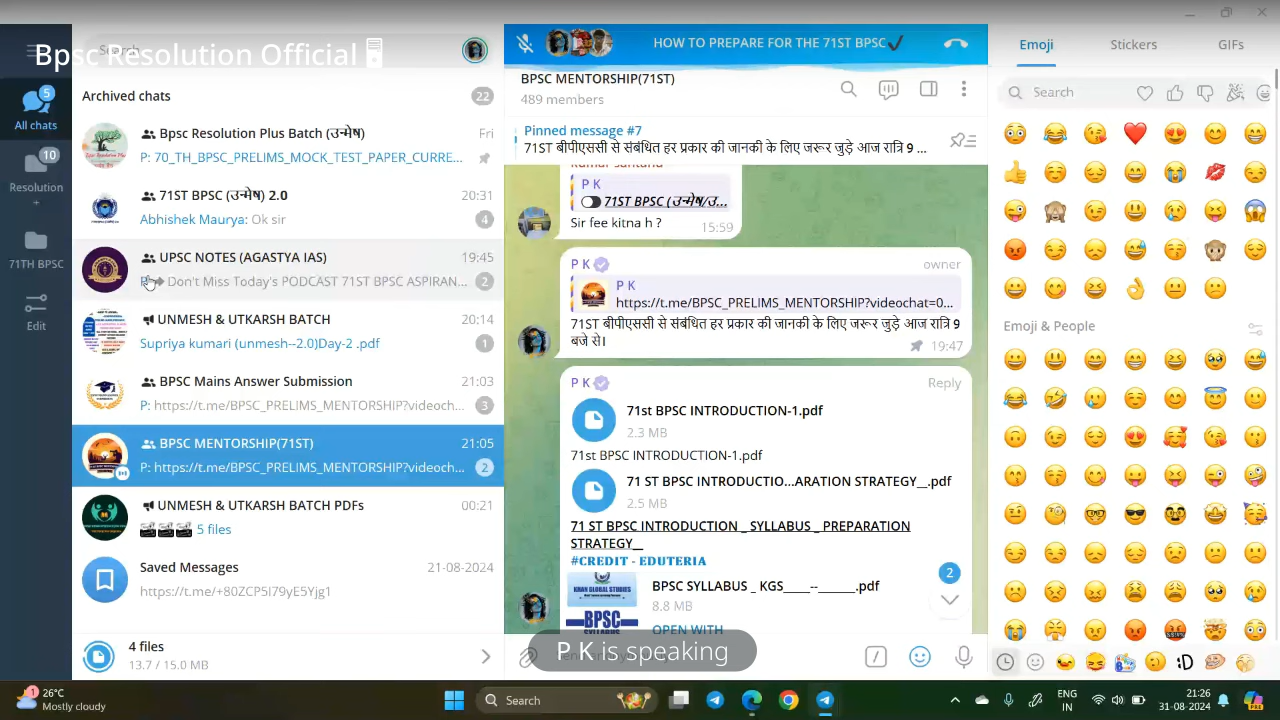 Search
Bpsc Resolution Official
Archived chats
22
5
All chats
10
Resolution
+
71TH BPSC
Edit
Bpsc Resolution Plus Batch (उन्मेष)
Fri
P: 70_TH_BPSC_PRELIMS_MOCK_TEST_PAPER_CURRE...
71ST BPSC (उन्मेष) 2.0
20:31
Abhishek Maurya: Ok sir
4
UPSC NOTES (AGASTYA IAS)
19:45
Don't Miss Today's PODCAST 71ST BPSC ASPIRAN...
2
UNMESH & UTKARSH BATCH
20:14
Supriya kumari (unmesh--2.0)Day-2 .pdf
1
BPSC Mains Answer Submission
21:03
P: https://t.me/BPSC_PRELIMS_MENTORSHIP?videoch...
3
BPSC MENTORSHIP(71ST)
21:05
P: https://t.me/BPSC_PRELIMS_MENTORSHIP?videoch...
2
UNMESH & UTKARSH BATCH PDFs
00:21
5 files
Saved Messages
21-08-2024
https://t.me/+80ZCP5I79yE5Yjg1
4 files
13.7 / 15.0 MB
HOW TO PREPARE FOR THE 71ST BPSC✔
BPSC MENTORSHIP(71ST)
489 members
Pinned message #7
71ST बीपीएससी से संबंधित हर प्रकार की जानकी के लिए जरूर जुड़े आज रात्रि 9 ...
P K
71ST BPSC (उन्मेष/उ...
Sir fee kitna h ?
15:59
P K
owner
P K
https://t.me/BPSC_PRELIMS_MENTORSHIP?videochat=0...
71ST बीपीएससी से संबंधित हर प्रकार की जानकी के लिए जरूर जुड़े आज रात्रि 9
बजे से।
19:47
P K
Reply
71st BPSC INTRODUCTION-1.pdf
2.3 MB
71st BPSC INTRODUCTION-1.pdf
71 ST BPSC INTRODUCTIO...ARATION STRATEGY__.pdf
2.5 MB
71 ST BPSC INTRODUCTION _ SYLLABUS _ PREPARATION
STRATEGY__
#CREDIT - EDUTERIA
KHAN GLOBAL STUDIES
BPSC
BPSC SYLLABUS _ KGS____--______.pdf
8.8 MB
OPEN WITH
2
P K is speaking
Emoji
Stickers
GIFs
Search
Emoji & People
26°C
Mostly cloudy
Search
ENG
IN
21:26
31-08-2024